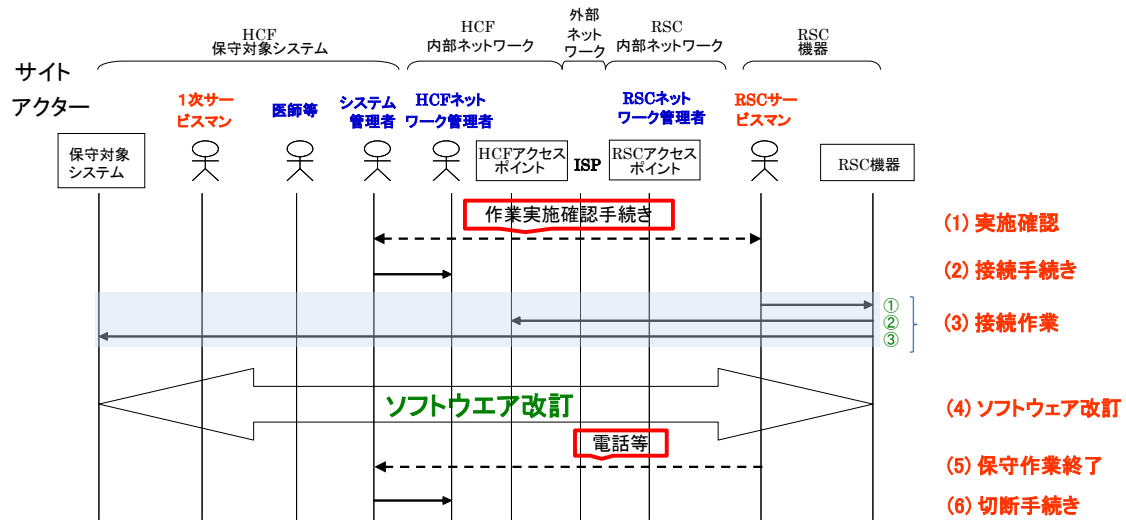 HCF
保守対象システム
HCF
内部ネットワーク
外部
ネット
ワーク
RSC
内部ネットワーク
RSC
機器
サイト
アクター
1次サー
ビスマン
医師等
システム
管理者
HCFネット
ワーク管理者
RSCネット
ワーク管理者
RSCサー
ビスマン
保守対象
システム
HCFアクセス
ポイント
ISP
RSCアクセス
ポイント
RSC機器
作業実施確認手続き
(1) 実施確認
(2) 接続手続き
①
②
③
(3) 接続作業
ソフトウエア改訂
(4) ソフトウェア改訂
電話等
(5) 保守作業終了
(6) 切断手続き